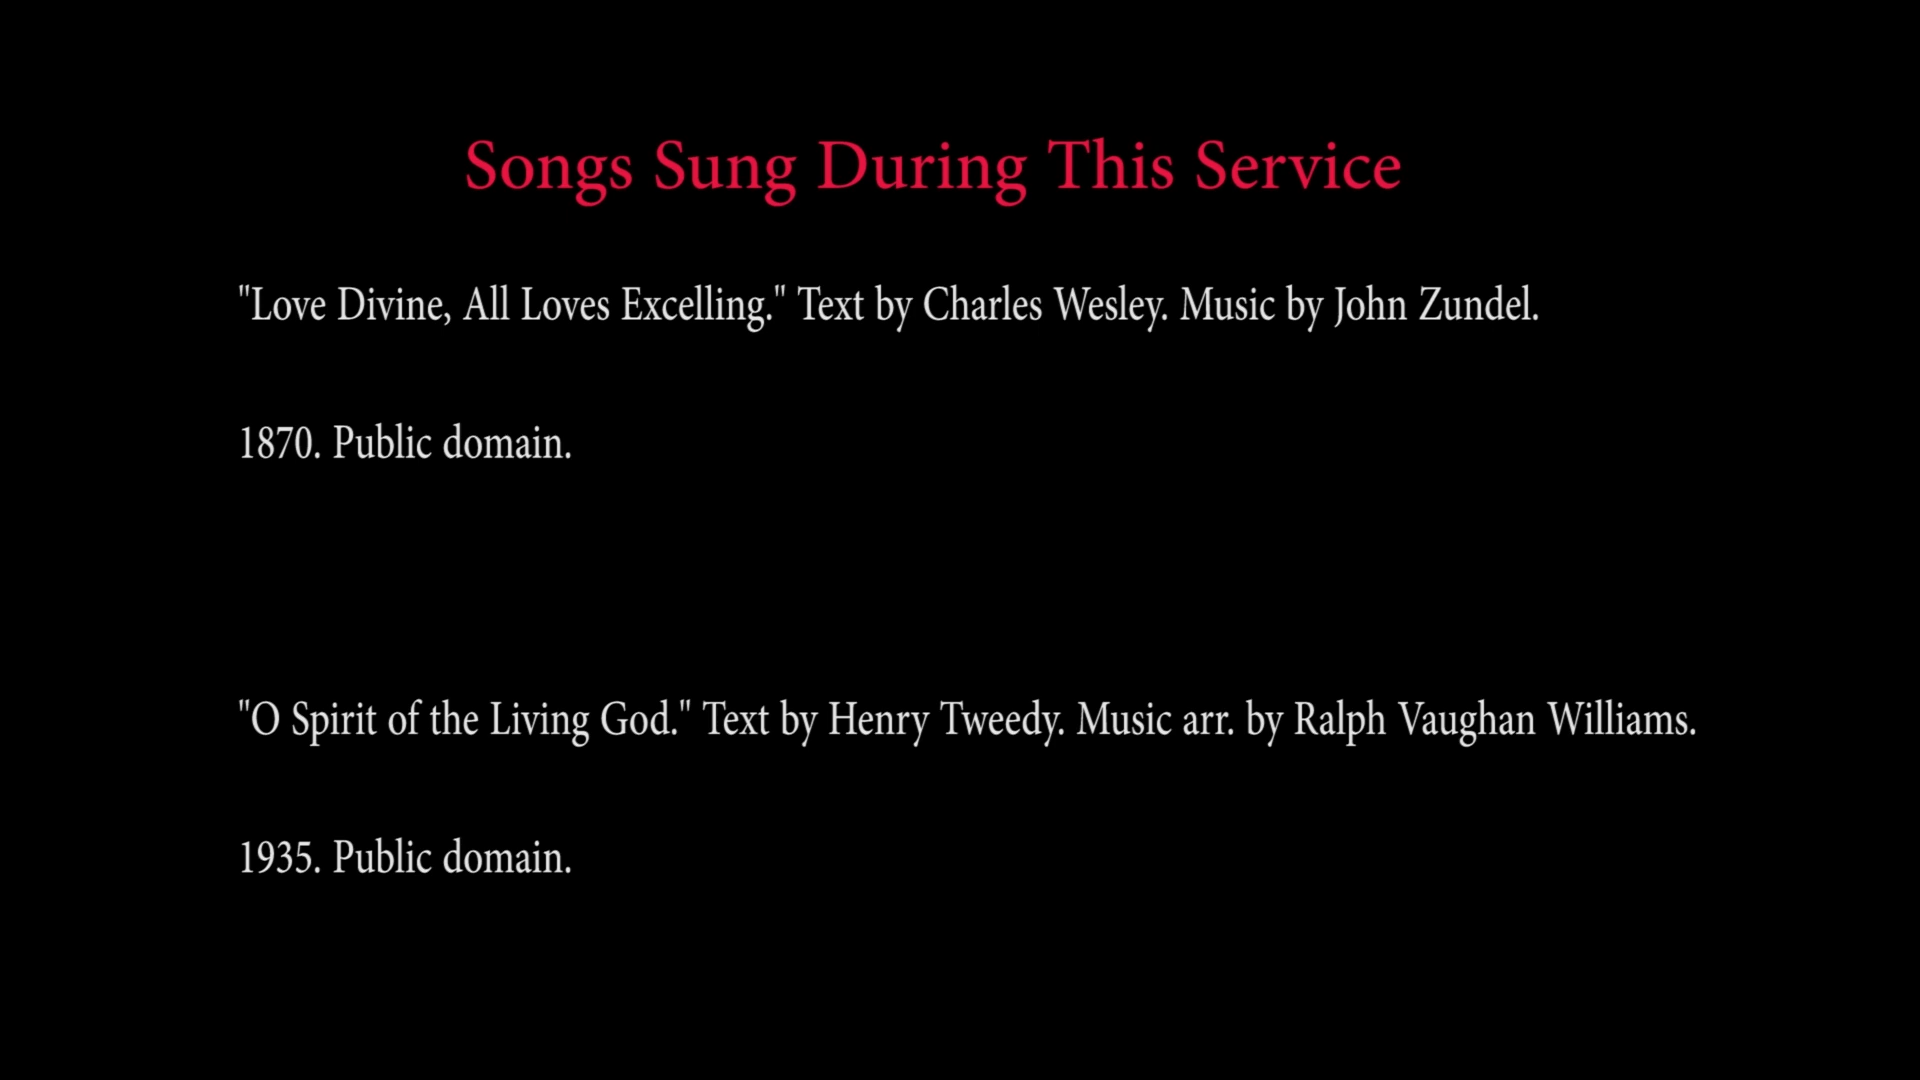 Songs Sung During This Service
"Love Divine, All Loves Excelling." Text by Charles Wesley. Music by John Zundel.
1870. Public domain.
"O Spirit of the Living God." Text by Henry Tweedy. Music arr. by Ralph Vaughan Williams.
1935. Public domain.